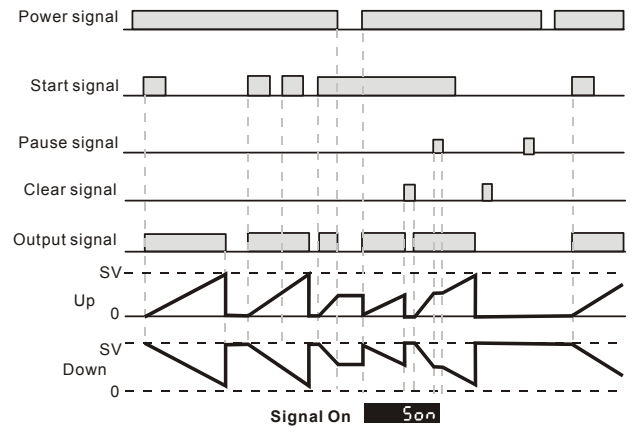 Power signal
Start signal
Pause signal
Clear signal
Output signal
SV
Up
0
SV
Down
0
Signal On Son